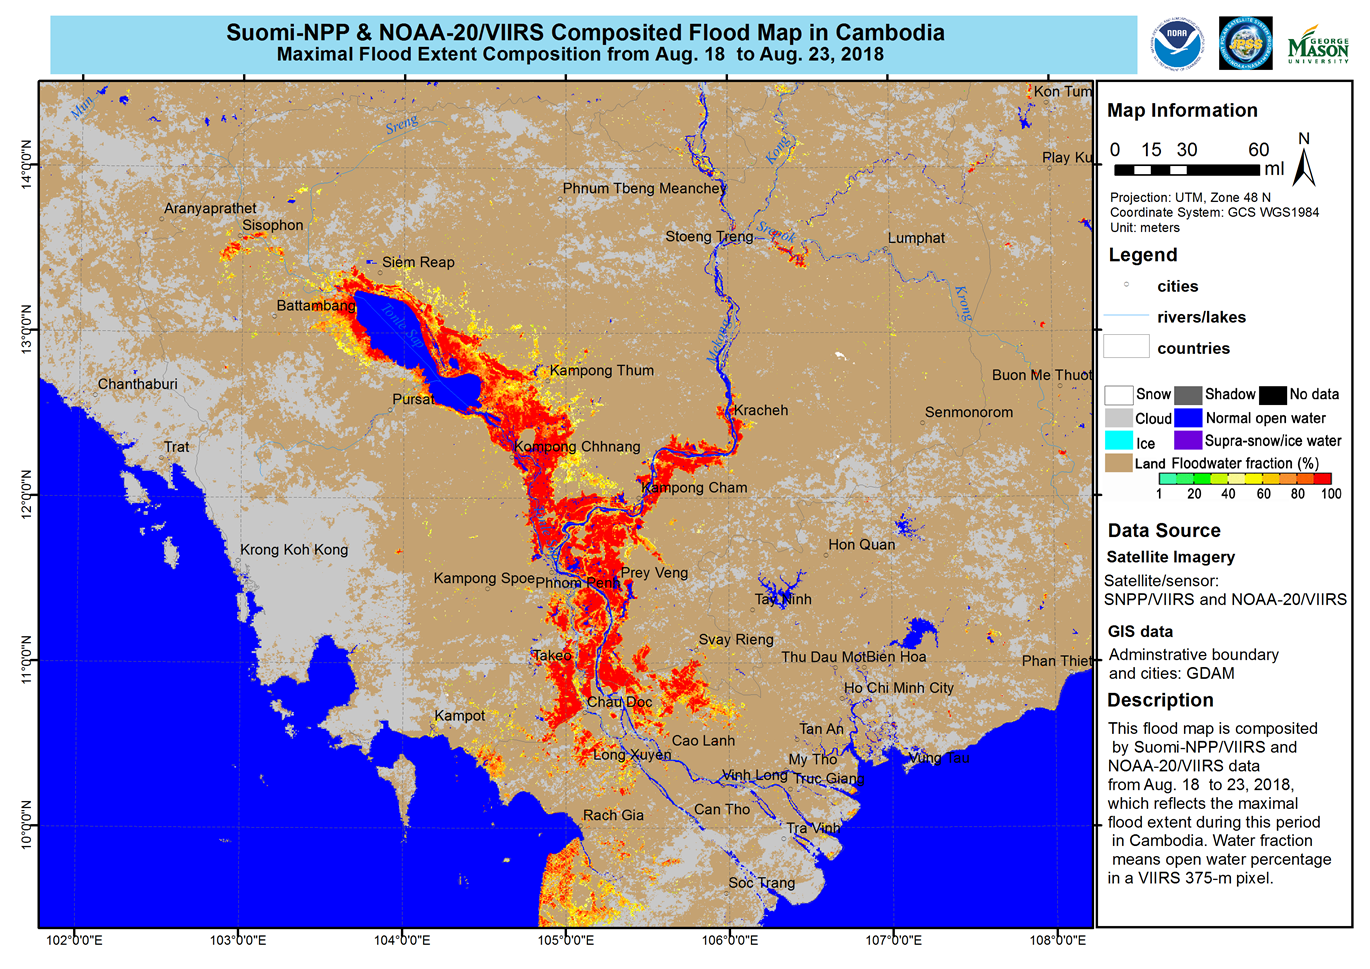 Suomi-NPP & NOAA-20/VIIRS Composited Flood Map in Cambodia
Maximal Flood Extent Composition from Aug. 18 to Aug. 23, 2018
NOAA
JPSS
GEORGE
MASON
UNIVERSITY
Mun
Sreng
Kong
Kon Tum
Play Ku
14°0'0"N
Phnum Tbeng Meanchey
Aranyaprathet
Sisophon
Stoeng Treng
Srepok
Lumphat
Siem Reap
Krong
Battambang
Tonle Sap
13°0'0"N
Mekong
Kampong Thum
Buon Me Thuot
Chanthaburi
Pursat
Kracheh
Senmonorom
Trat
Kompong Chhnang
Kampong Cham
12°0'0"N
Krong Koh Kong
Hon Quan
Kampong Spoe
Phnom Penh
Prey Veng
Tay Ninh
Svay Rieng
Takeo
Thu Dau Mot
Bien Hoa
Phan Thiet
11°0'0"N
Ho Chi Minh City
Chau Doc
Kampot
Tan An
Cao Lanh
Long Xuyen
My Tho
Vung Tau
Vinh Long
Truc Giang
Rach Gia
Can Tho
Tra Vinh
10°0'0"N
Soc Trang
102°0'0"E
103°0'0"E
104°0'0"E
105°0'0"E
106°0'0"E
107°0'0"E
108°0'0"E
Map Information
N
0 15 30 60 ml
Projection: UTM, Zone 48 N
Coordinate System: GCS WGS1984
Unit: meters
Legend
cities
rivers/lakes
countries
Snow Shadow No data
Cloud Normal open water
Ice Supra-snow/ice water
Land Floodwater fraction (%)
1 20 40 60 80 100
Data Source
Satellite Imagery
Satellite/sensor:
SNPP/VIIRS and NOAA-20/VIIRS
GIS data
Adminstrative boundary
and cities: GDAM
Description
This flood map is composited
by Suomi-NPP/VIIRS and
NOAA-20/VIIRS data
from Aug. 18 to 23, 2018,
which reflects the maximal
flood extent during this period
in Cambodia. Water fraction
means open water percentage
in a VIIRS 375-m pixel.